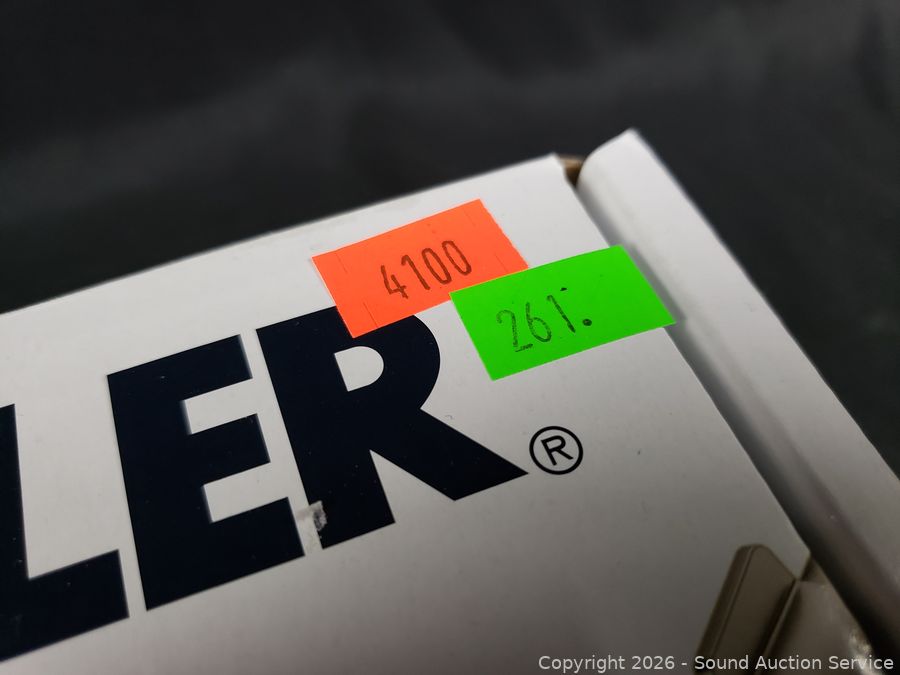 4100
261.
LER®
Copyright 2026 - Sound Auction Service